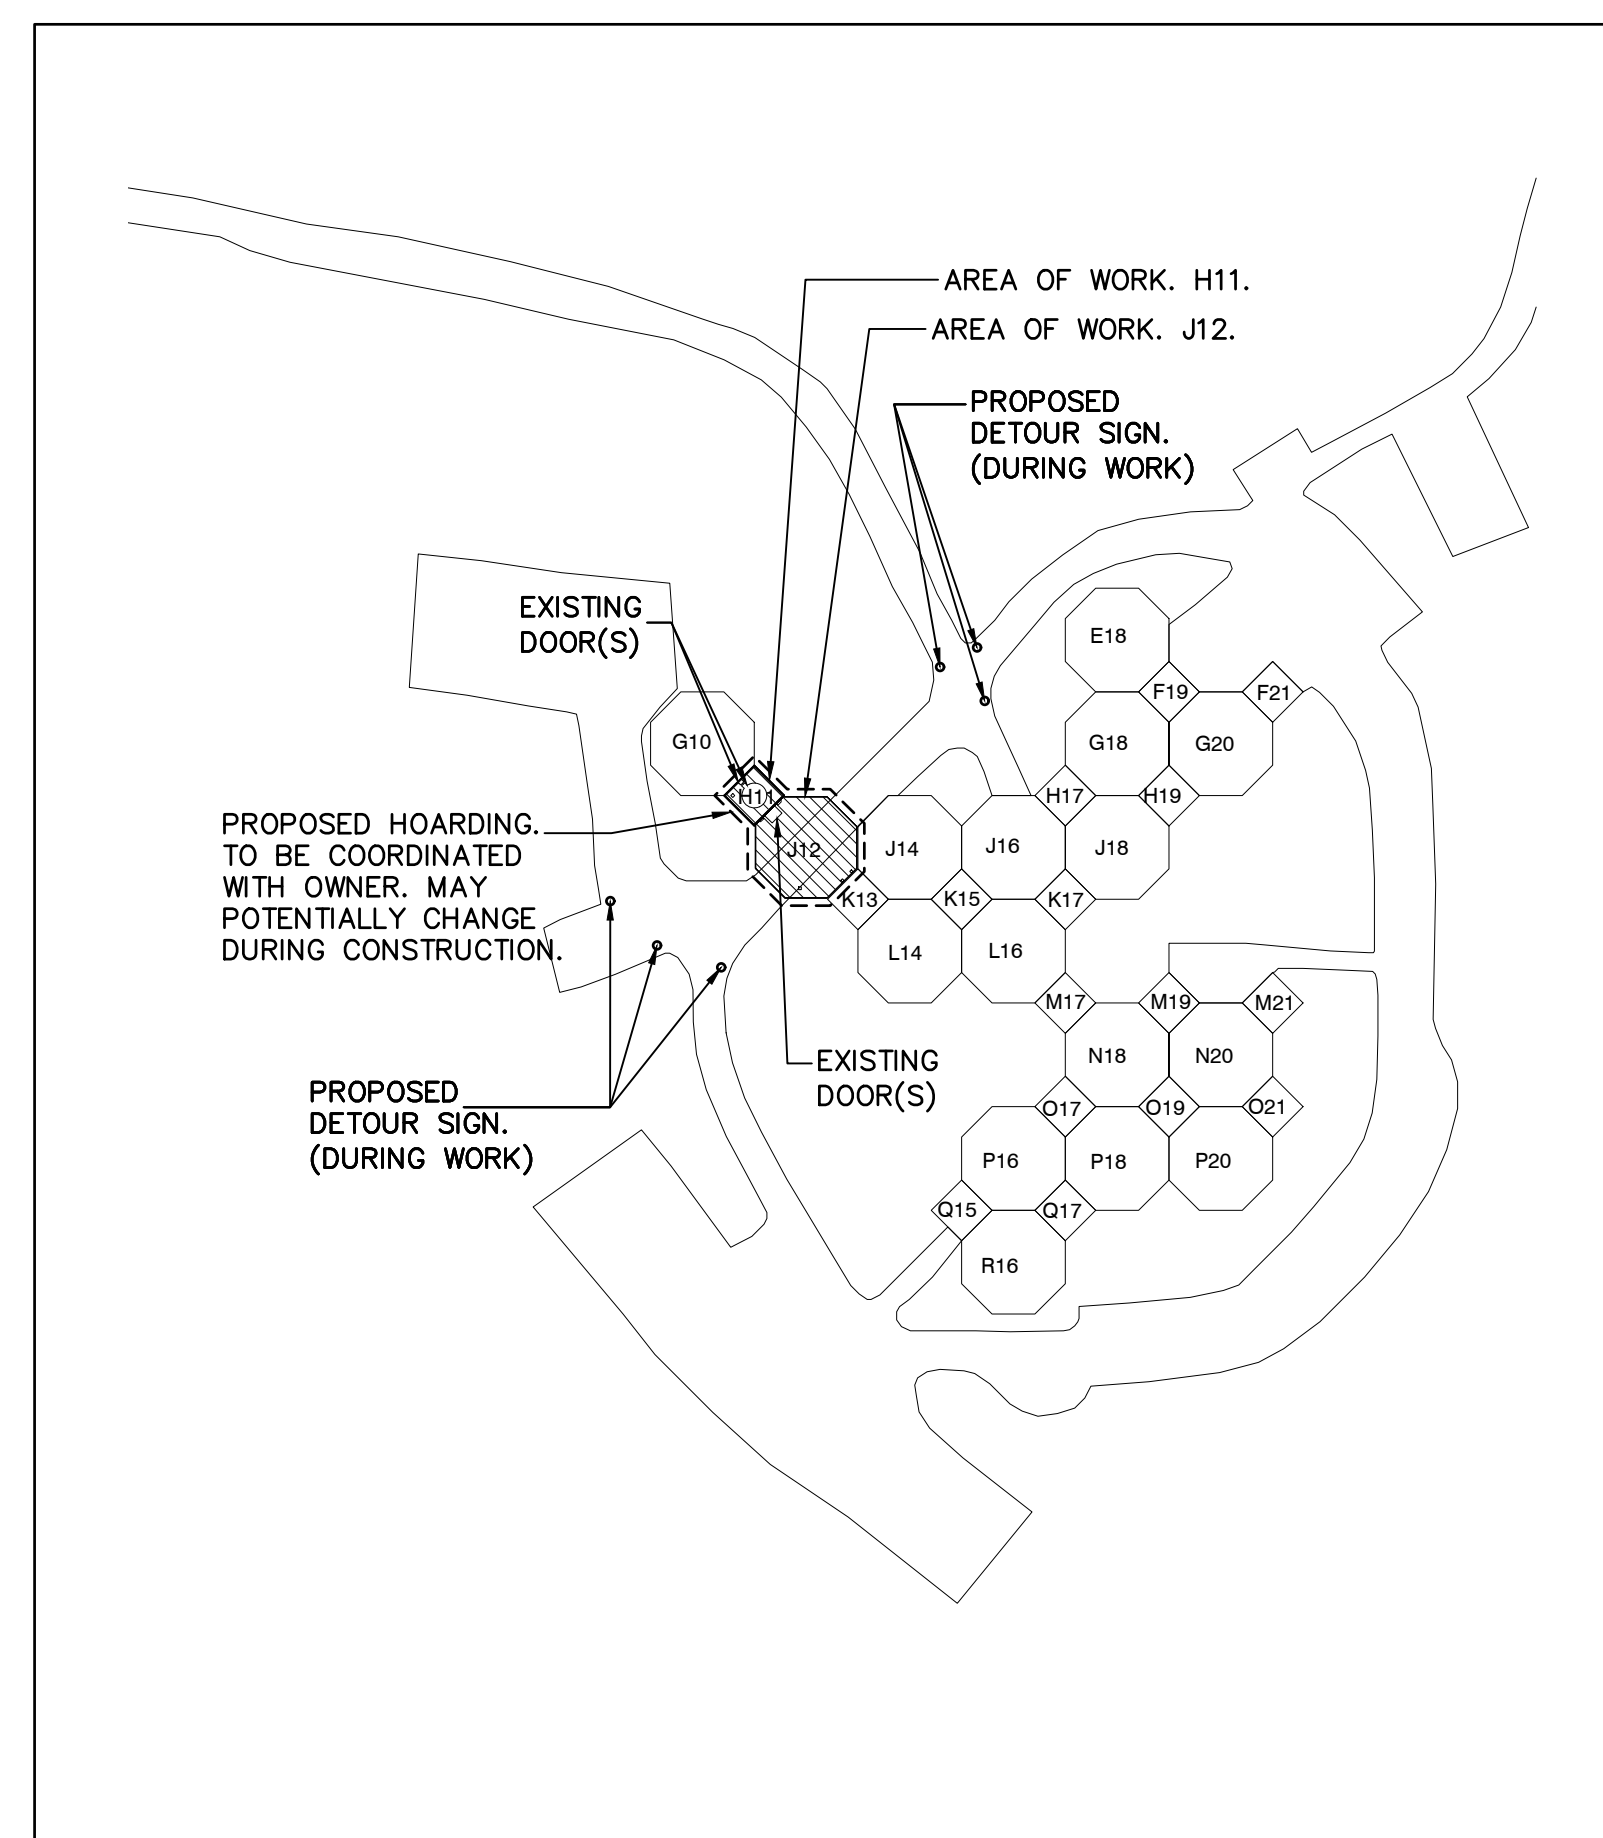 AREA OF WORK. H11.
AREA OF WORK. J12.
PROPOSED
DETOUR SIGN.
(DURING WORK)
EXISTING
DOOR(S)
E18
F19
F21
G10
G18
G20
H11
H17
H19
PROPOSED HOARDING.
TO BE COORDINATED
WITH OWNER. MAY
POTENTIALLY CHANGE
DURING CONSTRUCTION.
J12
J14
J16
J18
K13
K15
K17
L14
L16
M17
M19
M21
EXISTING
DOOR(S)
N18
N20
PROPOSED
DETOUR SIGN.
(DURING WORK)
O17
O19
O21
P16
P18
P20
Q15
Q17
R16